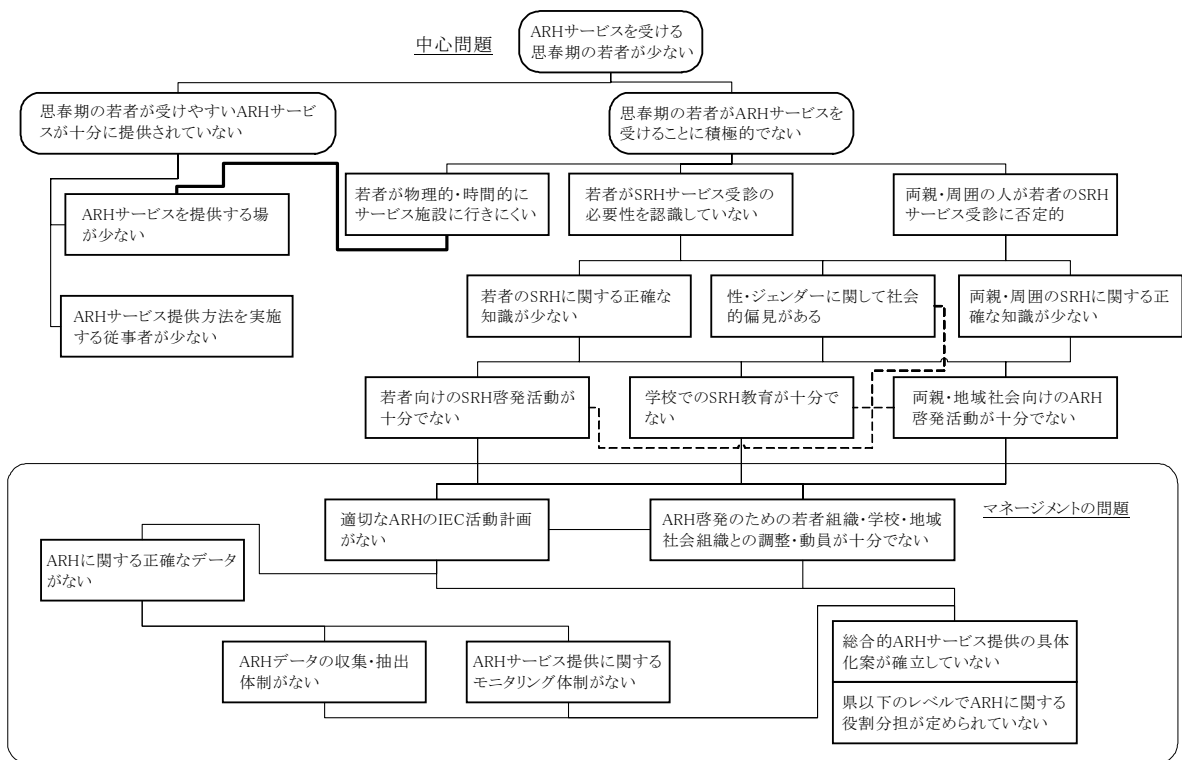 ARHサービスを受ける
思春期の若者が少ない
中心問題
思春期の若者が受けやすいARHサービ
スが十分に提供されていない
思春期の若者がARHサービスを
受けることに積極的でない
ARHサービスを提供する場
が少ない
若者が物理的・時間的に
サービス施設に行きにくい
若者がSRHサービス受診の
必要性を認識していない
両親・周囲の人が若者のSRH
サービス受診に否定的
ARHサービス提供方法を実施
する従事者が少ない
若者のSRHに関する正確な
知識が少ない
性・ジェンダーに関して社会
的偏見がある
両親・周囲のSRHに関する正
確な知識が少ない
若者向けのSRH啓発活動が
十分でない
学校でのSRH教育が十分で
ない
両親・地域社会向けのARH
啓発活動が十分でない
マネージメントの問題
適切なARHのIEC活動計画
がない
ARH啓発のための若者組織・学校・地域
社会組織との調整・動員が十分でない
ARHに関する正確なデータ
がない
ARHデータの収集・抽出
体制がない
ARHサービス提供に関する
モニタリング体制がない
総合的ARHサービス提供の具体
化案が確立していない
県以下のレベルでARHに関する
役割分担が定められていない